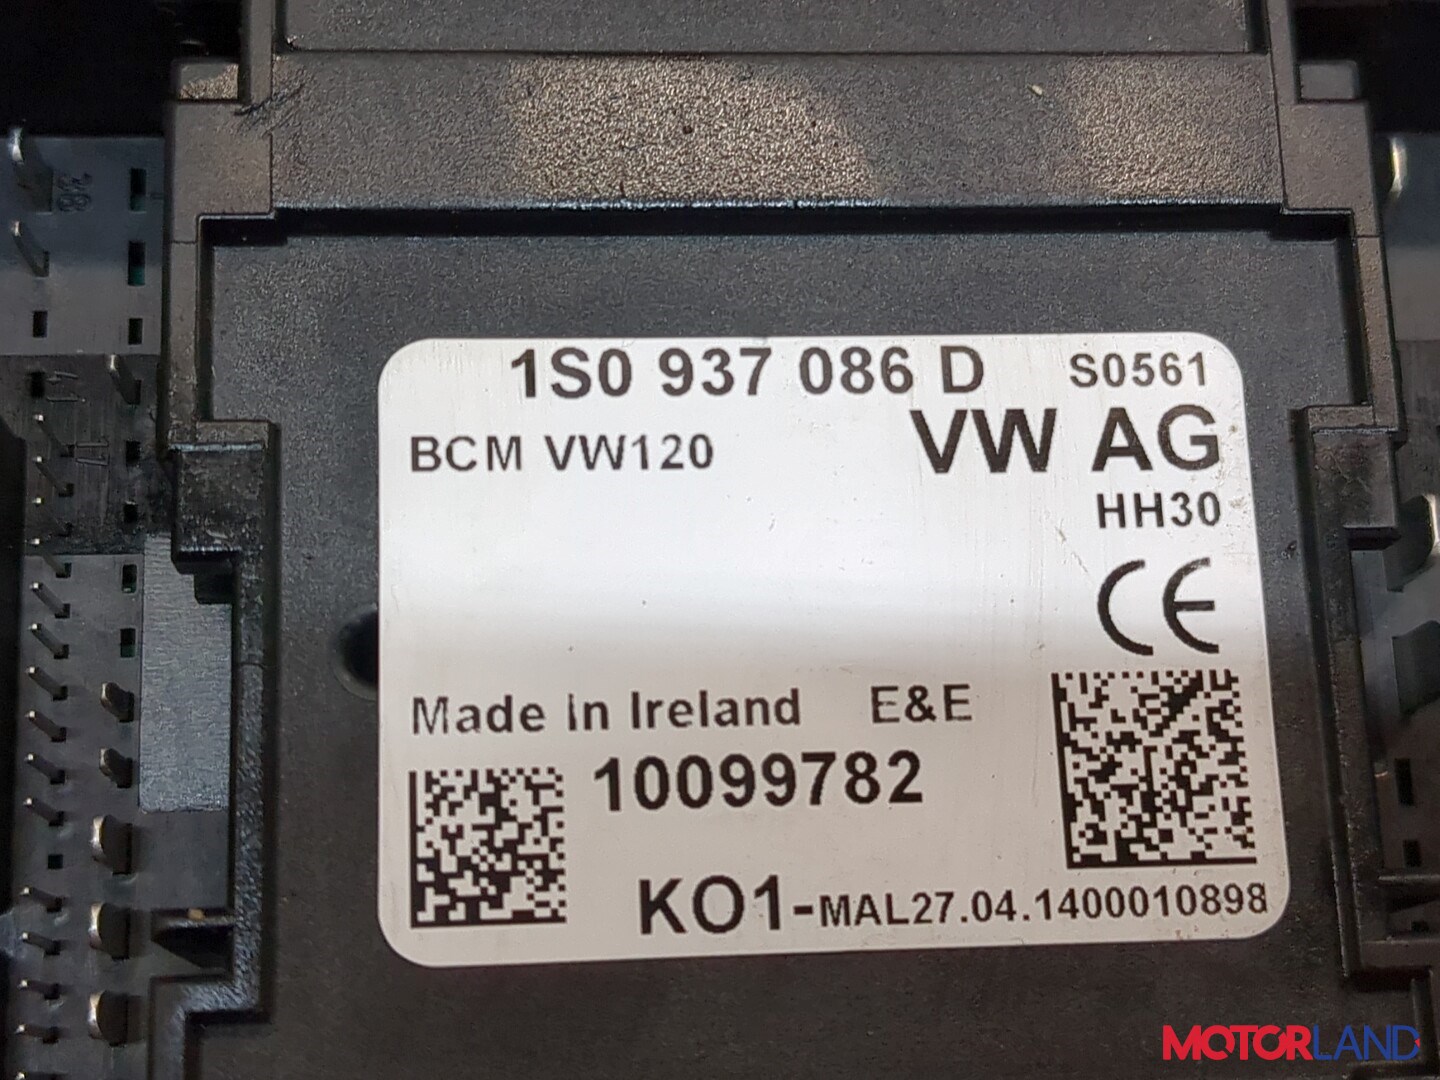 38
1S0 937 086 D S0561
BCM VW120 VW AG
HH30
CE
Made in Ireland E&E
10099782
KO1-MAL27.04.1400010898
MOTORLAND